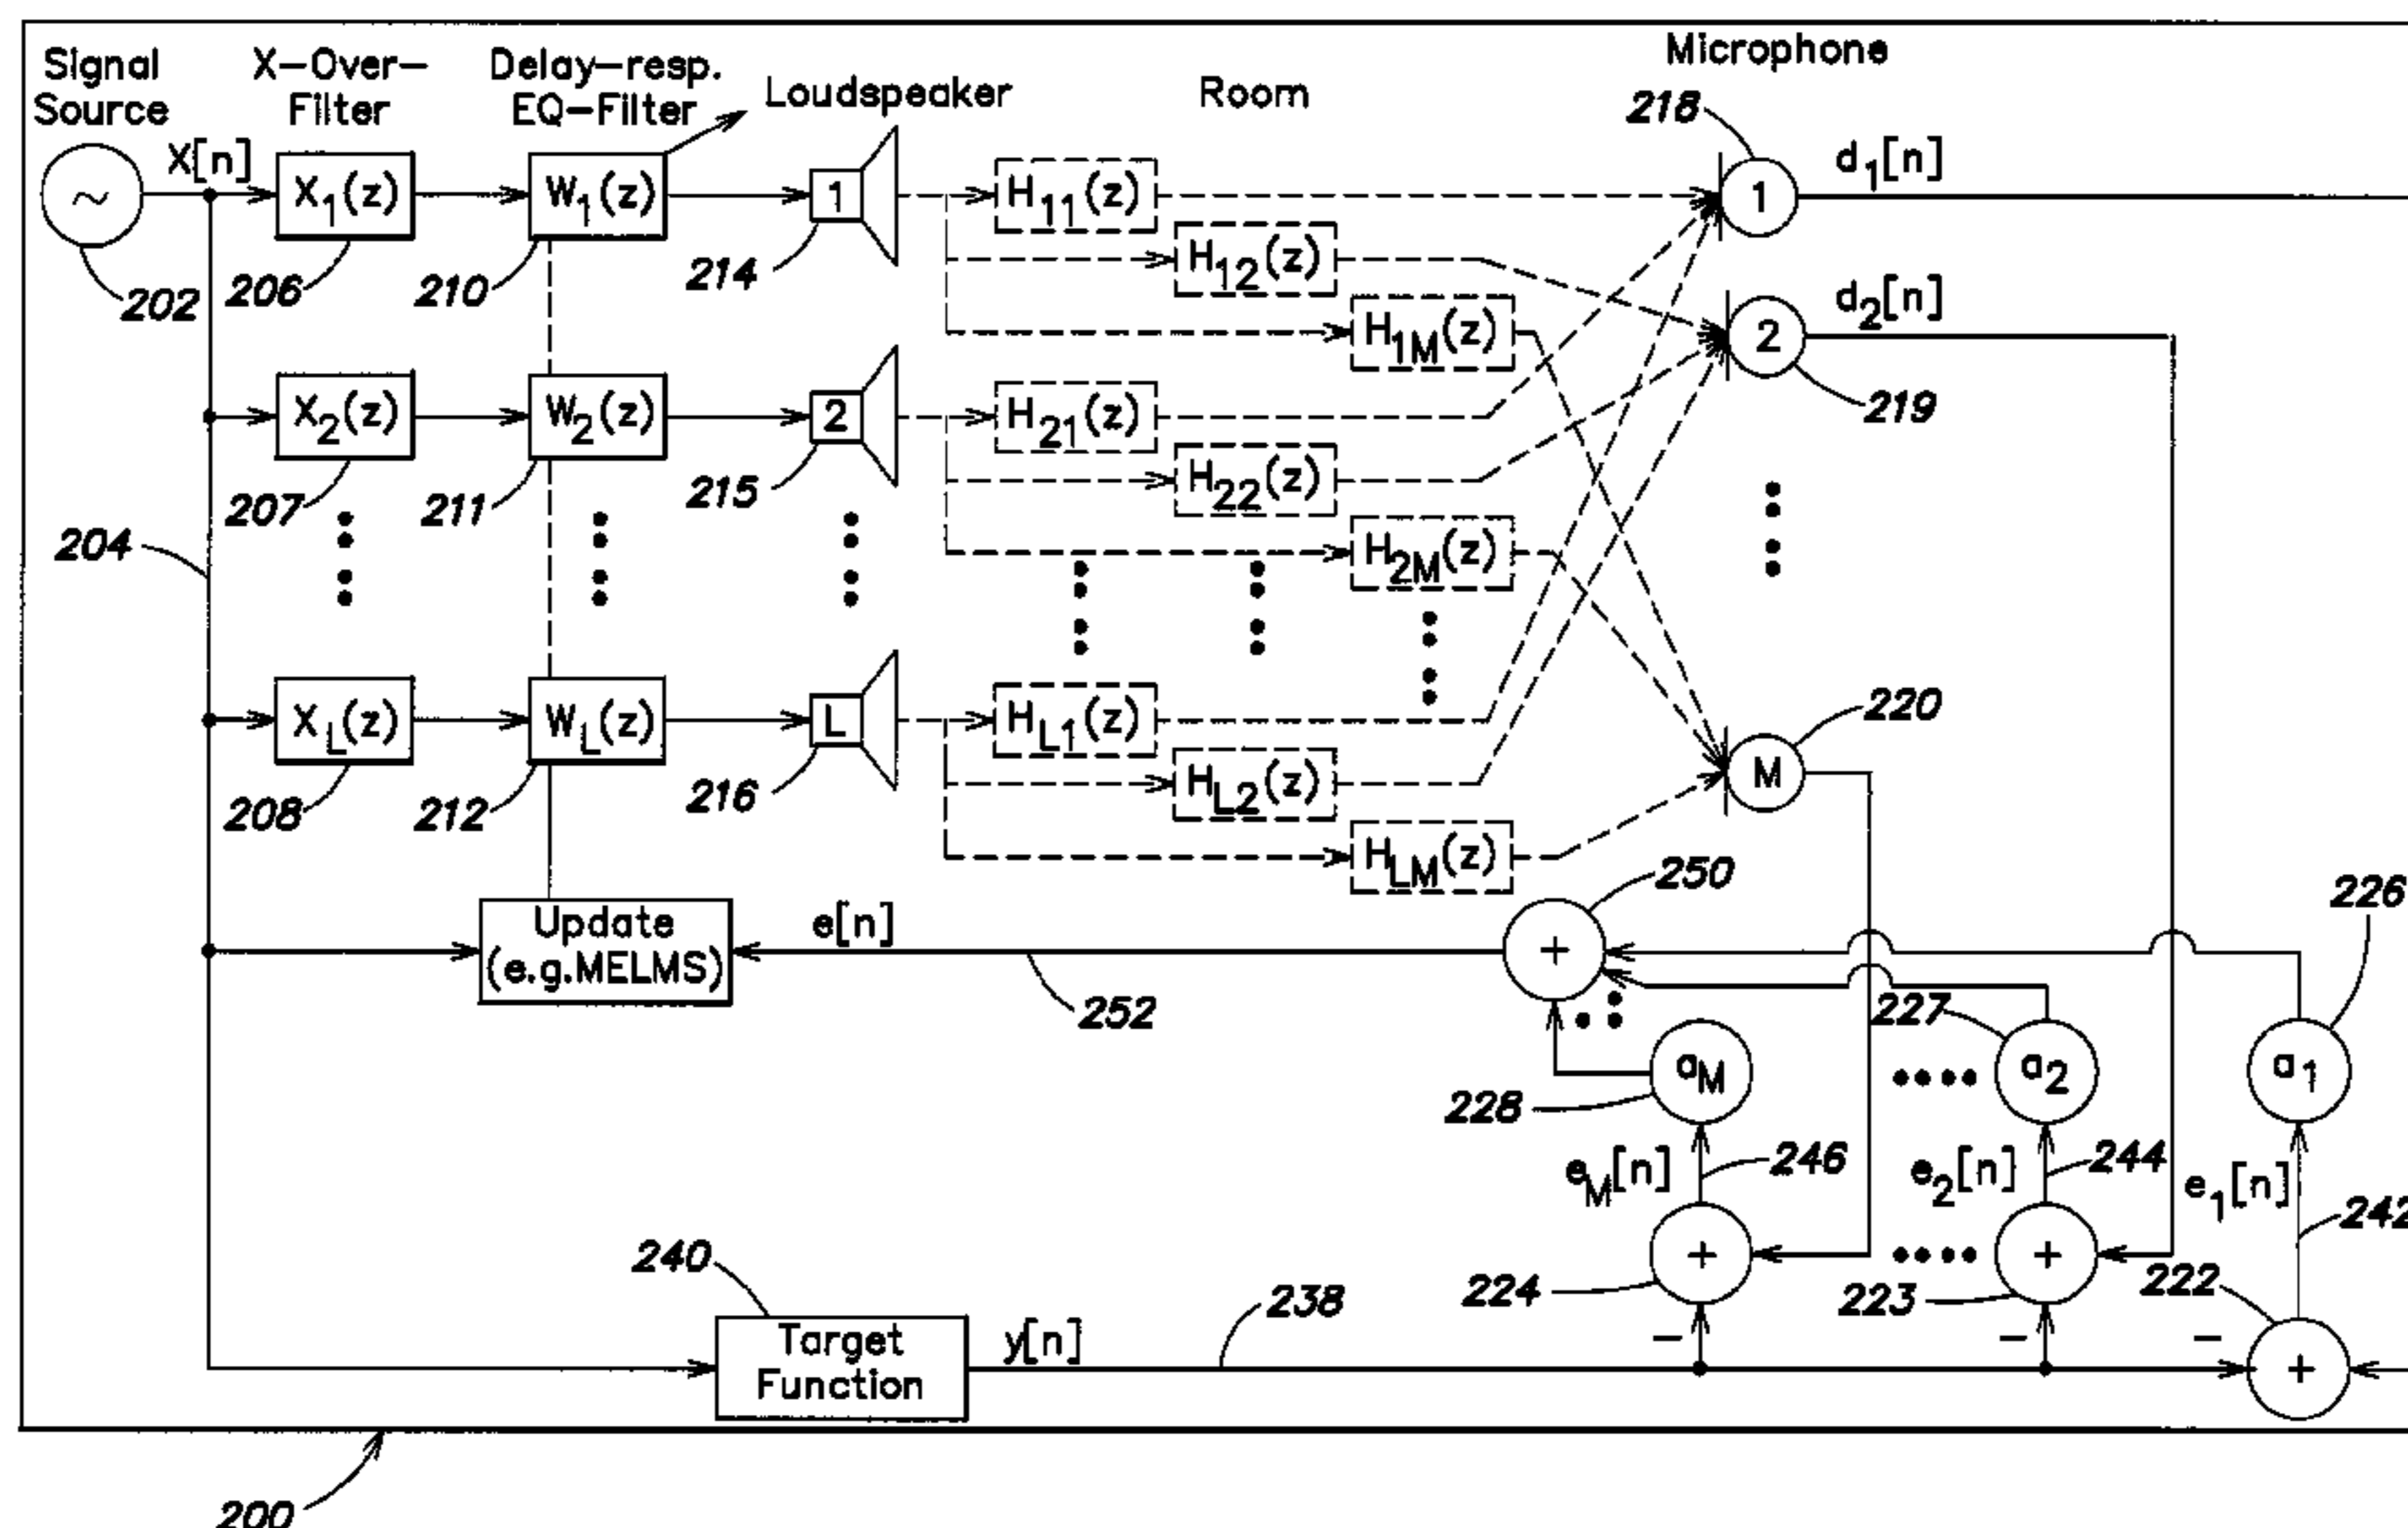 Signal
Source
X-Over-
Filter
Delay-resp.
EQ-Filter
Loudspeaker
Room
Microphone
~
X[n]
X1(z)
W1(z)
1
H11(z)
218
1
d1[n]
202
206
210
214
H12(z)
H1M(z)
d2[n]
2
219
X2(z)
W2(z)
2
H21(z)
204
207
211
215
H22(z)
H2M(z)
XL(z)
WL(z)
L
HL1(z)
220
M
208
212
216
HL2(z)
HLM(z)
Update
(e.g.MELMS)
e[n]
252
250
+
226
227
aM
a2
a1
228
eM[n]
246
e2[n]
244
e1[n]
242
+
+
224
223
222
240
Target
Function
y[n]
238
-
-
-
+
200